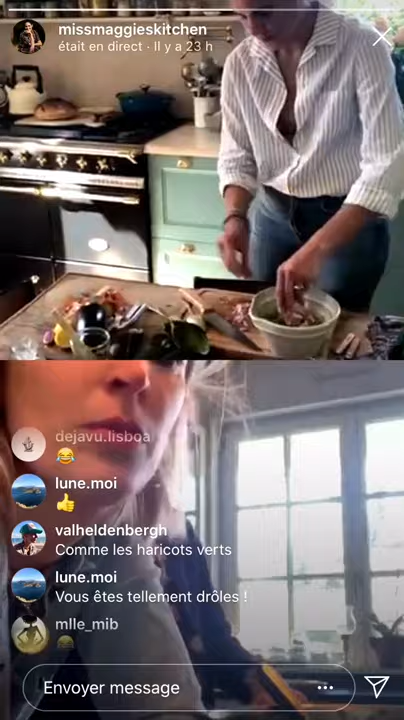 missmaggieskitchen
était en direct · Il y a 23 h
dejavu.lisboa
😂
lune.moi
👍
valheldenbergh
Comme les haricots verts
lune.moi
Vous êtes tellement drôles !
mlle_mib
😂
Envoyer message